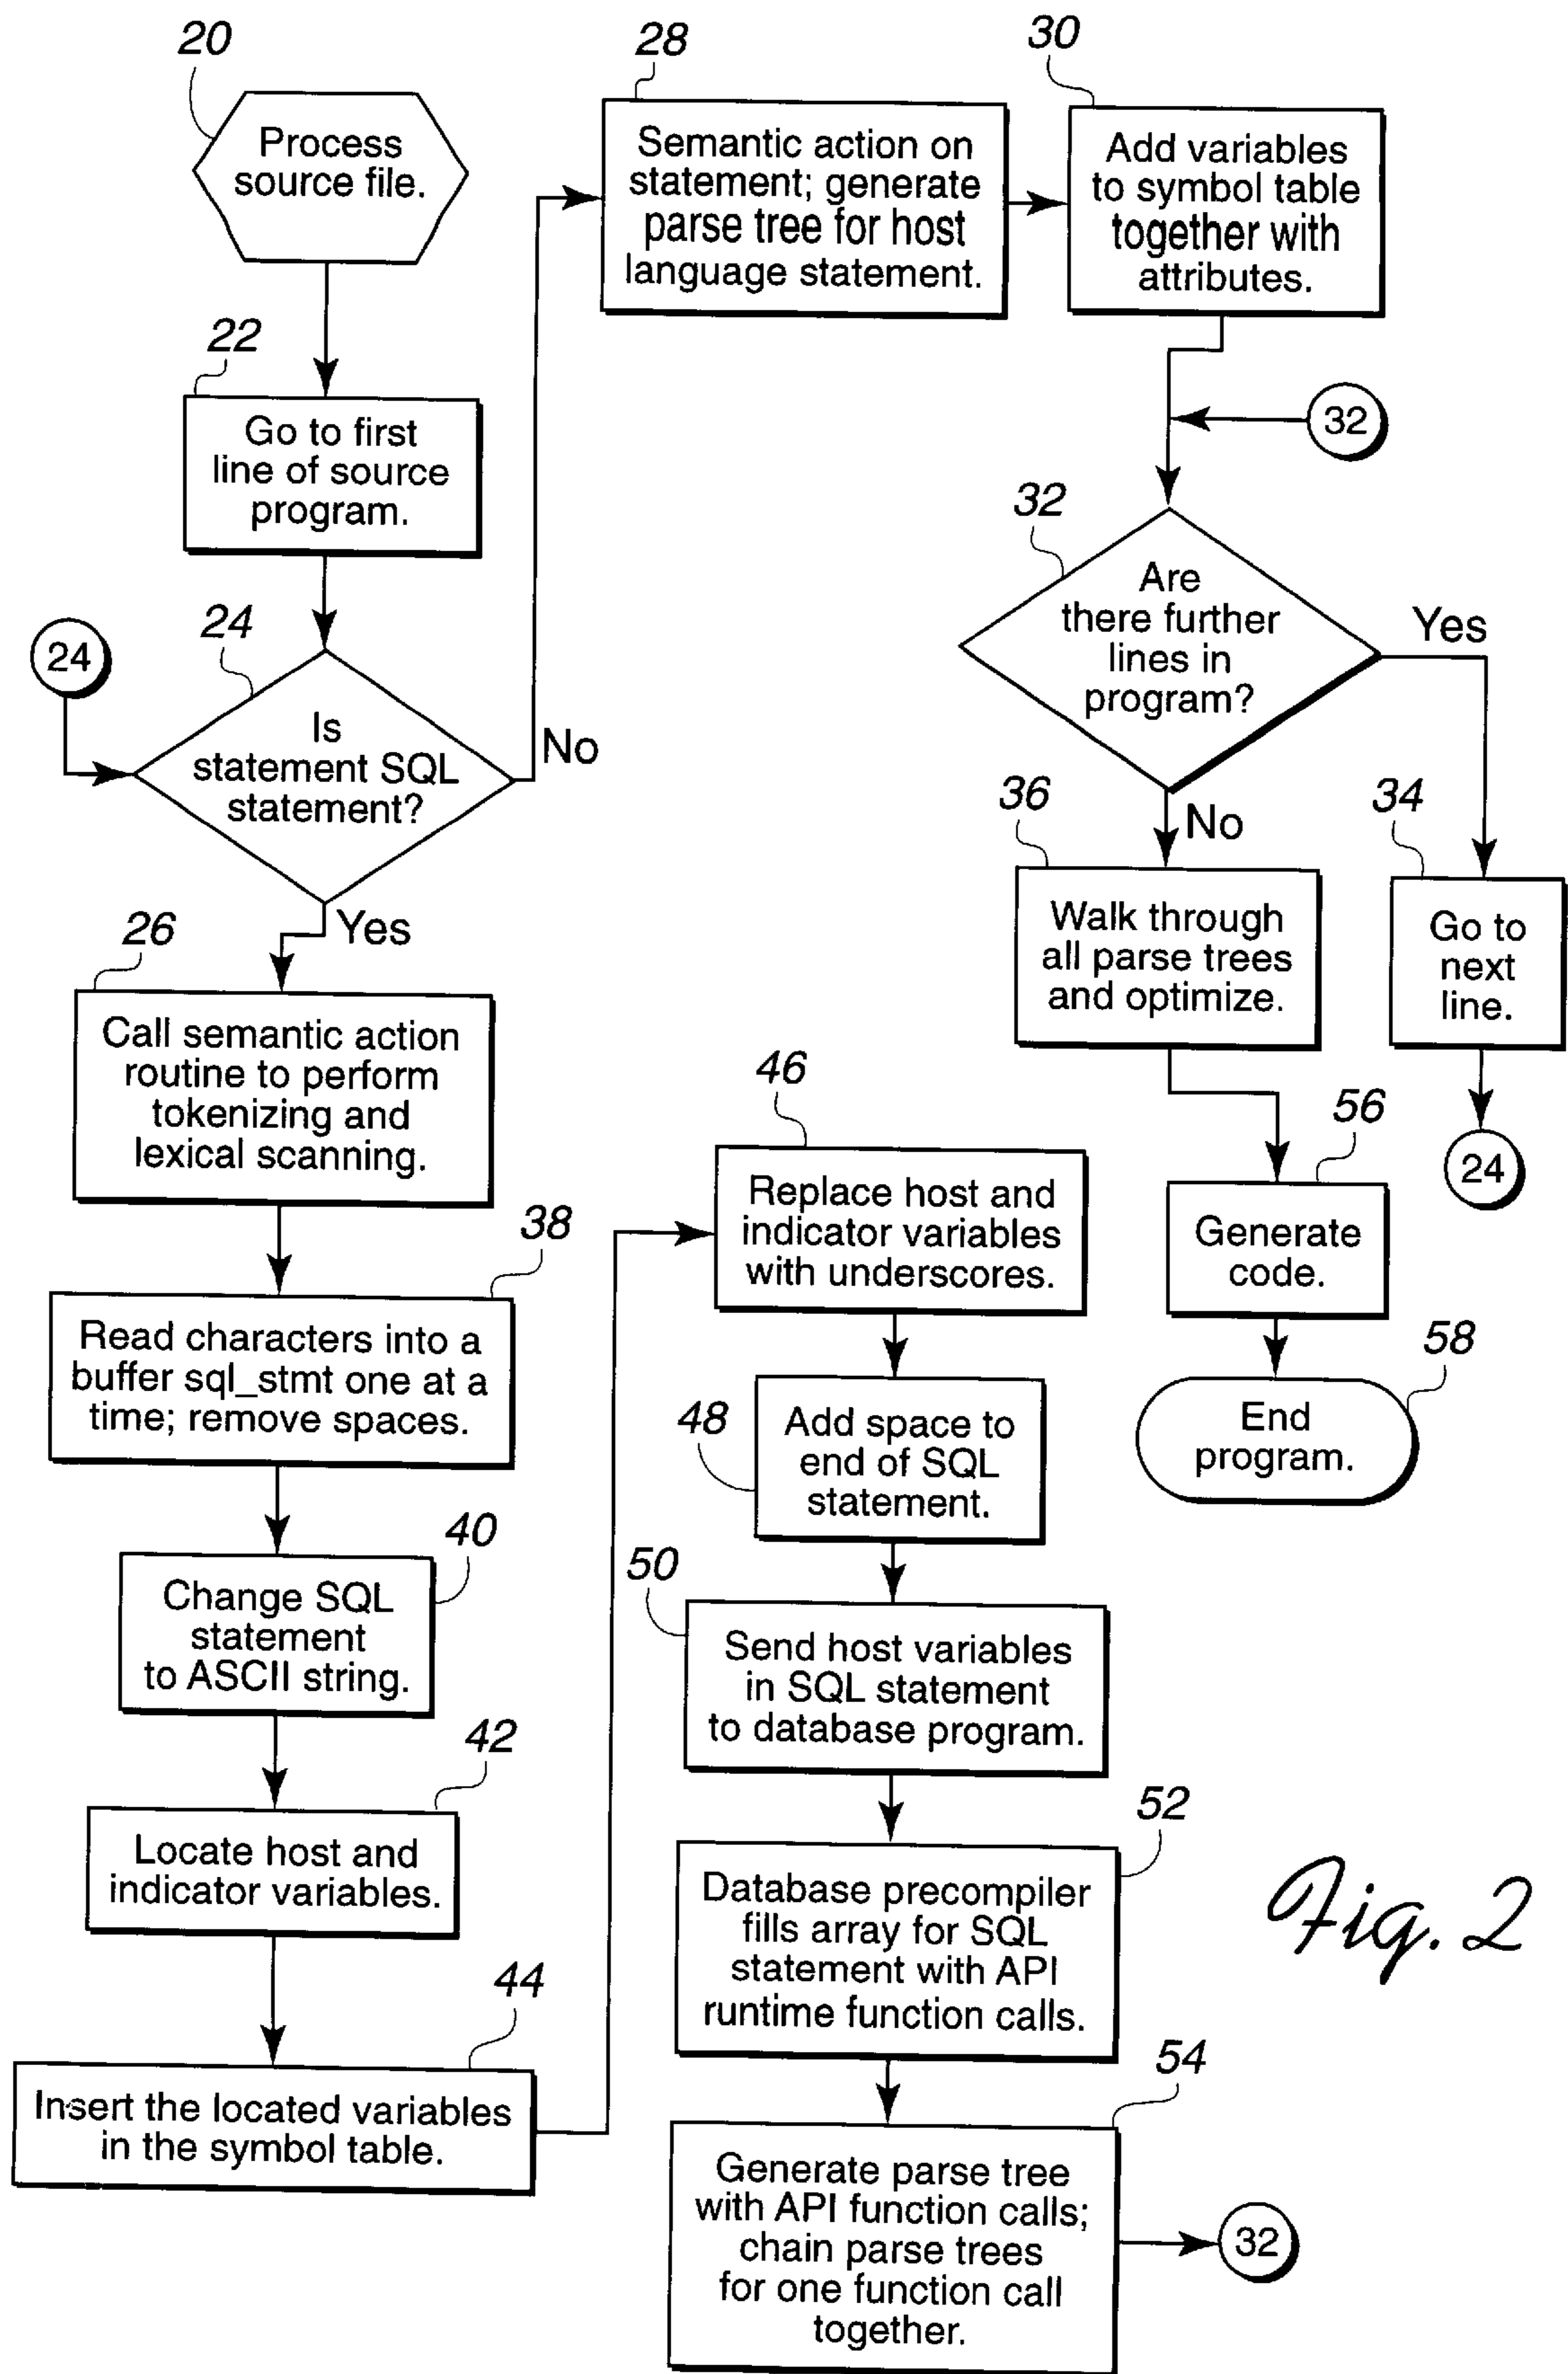 20
Process
source file.
22
Go to first
line of source
program.
24
24
Is
statement SQL
statement?
No
Yes
26
Call semantic action
routine to perform
tokenizing and
lexical scanning.
38
Read characters into a
buffer sql_stmt one at a
time; remove spaces.
40
Change SQL
statement
to ASCII string.
42
Locate host and
indicator variables.
44
Insert the located variables
in the symbol table.
28
Semantic action on
statement; generate
parse tree for host
language statement.
30
Add variables
to symbol table
together with
attributes.
32
32
Are
there further
lines in
program?
Yes
No
36
Walk through
all parse trees
and optimize.
34
Go to
next
line.
24
56
Generate
code.
58
End
program.
46
Replace host and
indicator variables
with underscores.
48
Add space to
end of SQL
statement.
50
Send host variables
in SQL statement
to database program.
52
Database precompiler
fills array for SQL
statement with API
runtime function calls.
54
Generate parse tree
with API function calls;
chain parse trees
for one function call
together.
32
Fig. 2